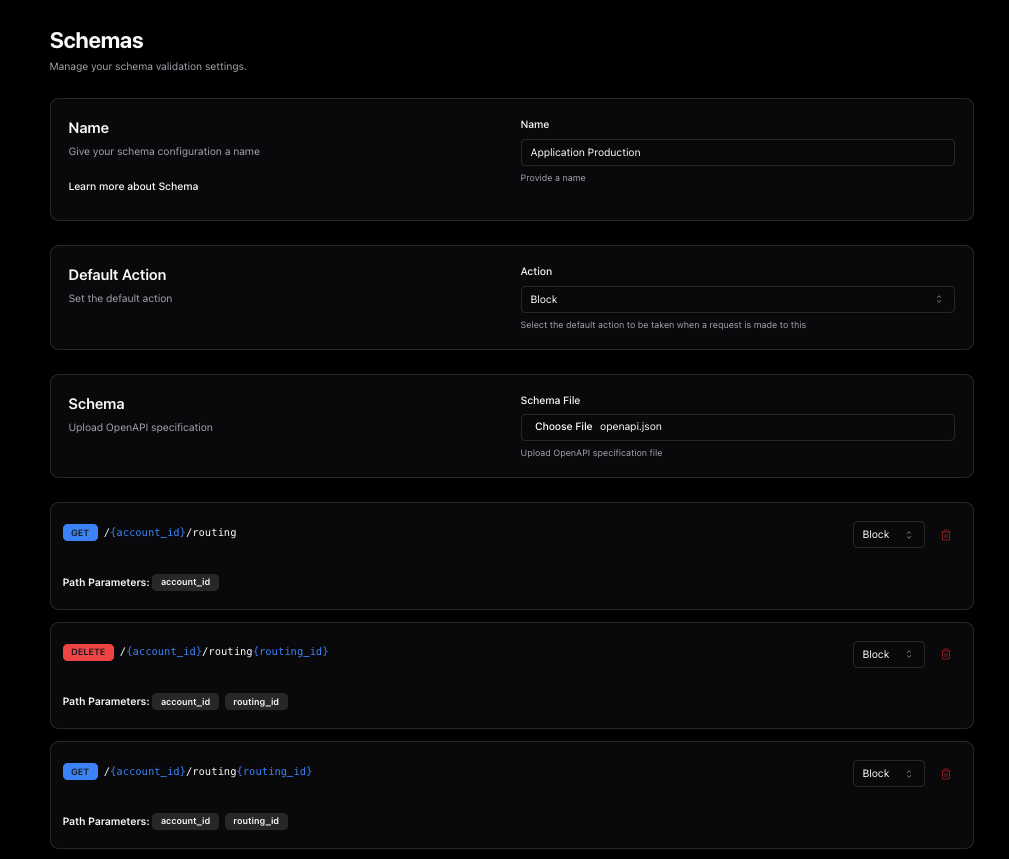 Schemas
Manage your schema validation settings.
Name
Give your schema configuration a name
Learn more about Schema
Name
Application Production
Provide a name
Default Action
Set the default action
Action
Block
Select the default action to be taken when a request is made to this
Schema
Upload OpenAPI specification
Schema File
Choose File openapi.json
Upload OpenAPI specification file
GET /{account_id}/routing
Block
Path Parameters: account_id
DELETE /{account_id}/routing{routing_id}
Block
Path Parameters: account_id routing_id
GET /{account_id}/routing{routing_id}
Block
Path Parameters: account_id routing_id